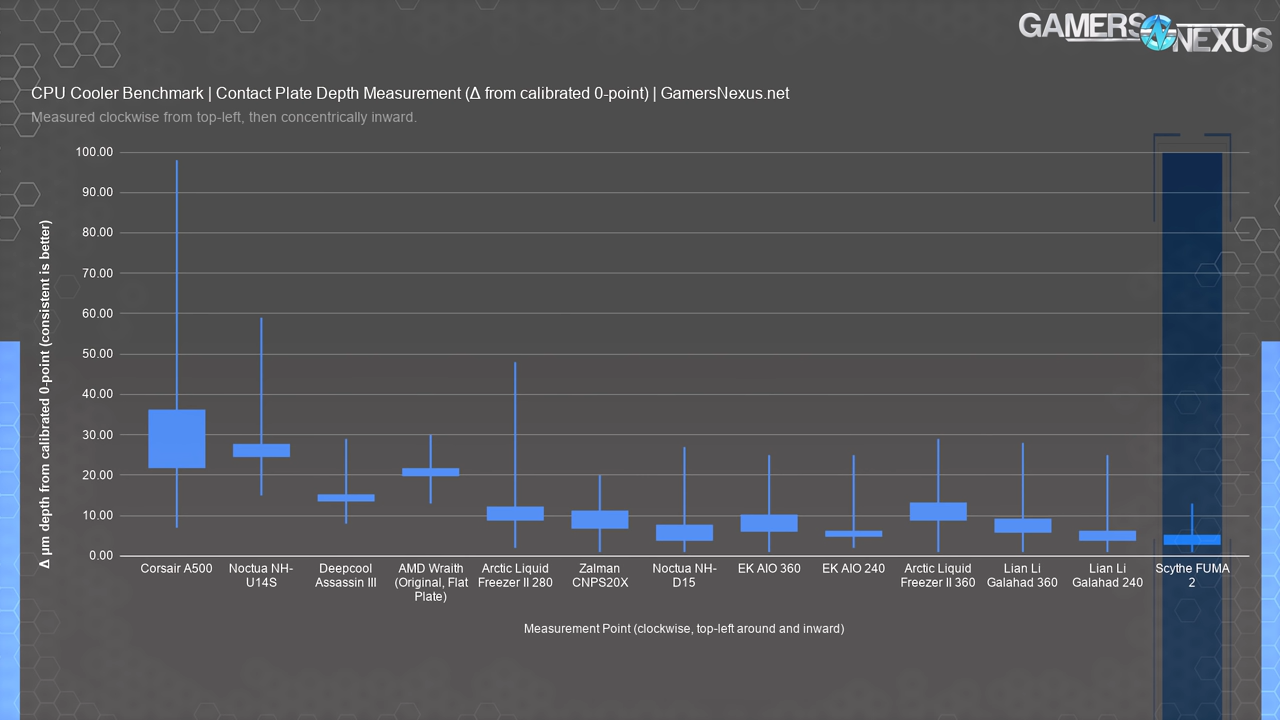 GAMERS NEXUS
CPU Cooler Benchmark | Contact Plate Depth Measurement (Δ from calibrated 0-point) | GamersNexus.net
Measured clockwise from top-left, then concentrically inward.
Δ μm depth from calibrated 0-point (consistent is better)
100.00
90.00
80.00
70.00
60.00
50.00
40.00
30.00
20.00
10.00
0.00
Corsair A500
Noctua NH-
U14S
Deepcool
Assassin III
AMD Wraith
(Original, Flat
Plate)
Arctic Liquid
Freezer II 280
Zalman
CNPS20X
Noctua NH-
D15
EK AIO 360
EK AIO 240
Arctic Liquid
Freezer II 360
Lian Li
Galahad 360
Lian Li
Galahad 240
Scythe FUMA
2
Measurement Point (clockwise, top-left around and inward)